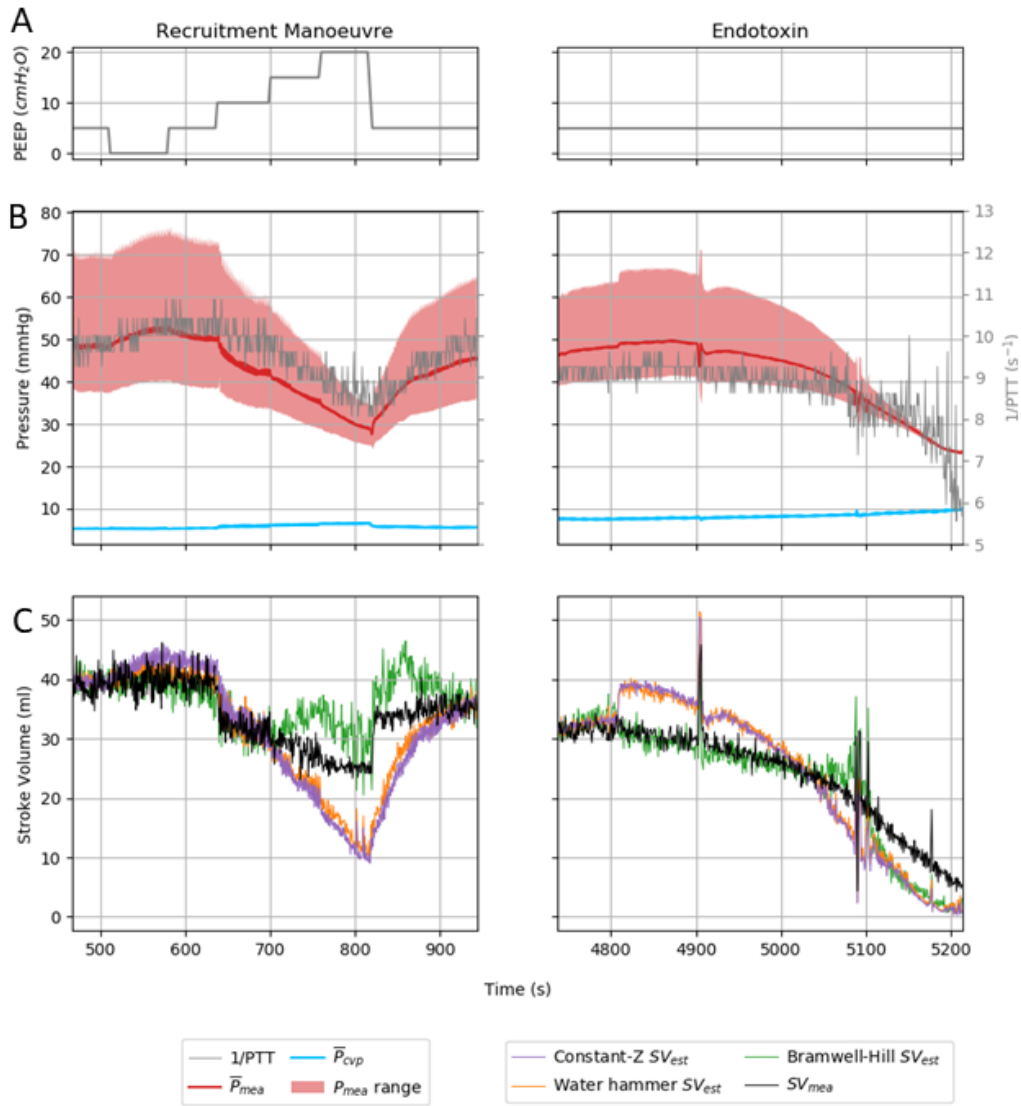 A
Recruitment Manoeuvre
Endotoxin
PEEP (cmH₂O)
20
10
0
B
Pressure (mmHg)
80
70
60
50
40
30
20
10
13
12
11
10
9
8
7
6
5
1/PTT (s⁻¹)
C
Stroke Volume (ml)
50
40
30
20
10
0
500 600 700 800 900
4800 4900 5000 5100 5200
Time (s)
1/PTT
P̅cvp
P̅mea
Pmea range
Constant-Z SVest
Bramwell-Hill SVest
Water hammer SVest
SVmea